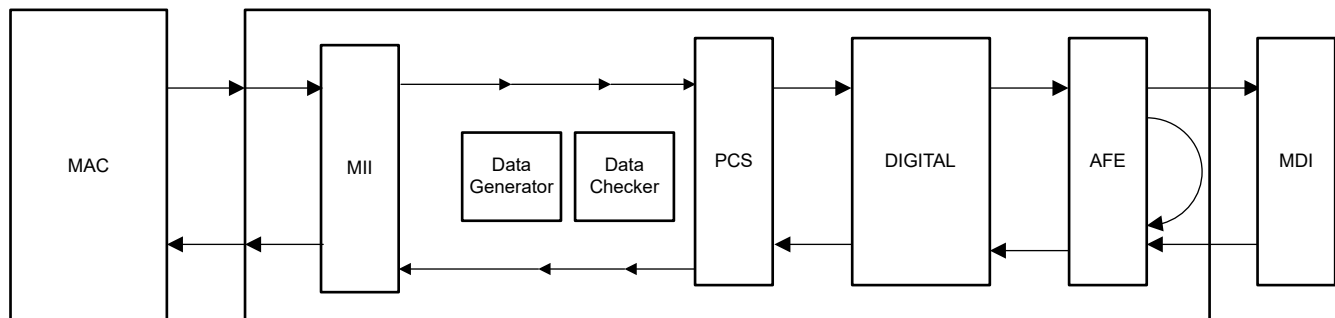 MAC
MII
Data
Generator
Data
Checker
PCS
DIGITAL
AFE
MDI